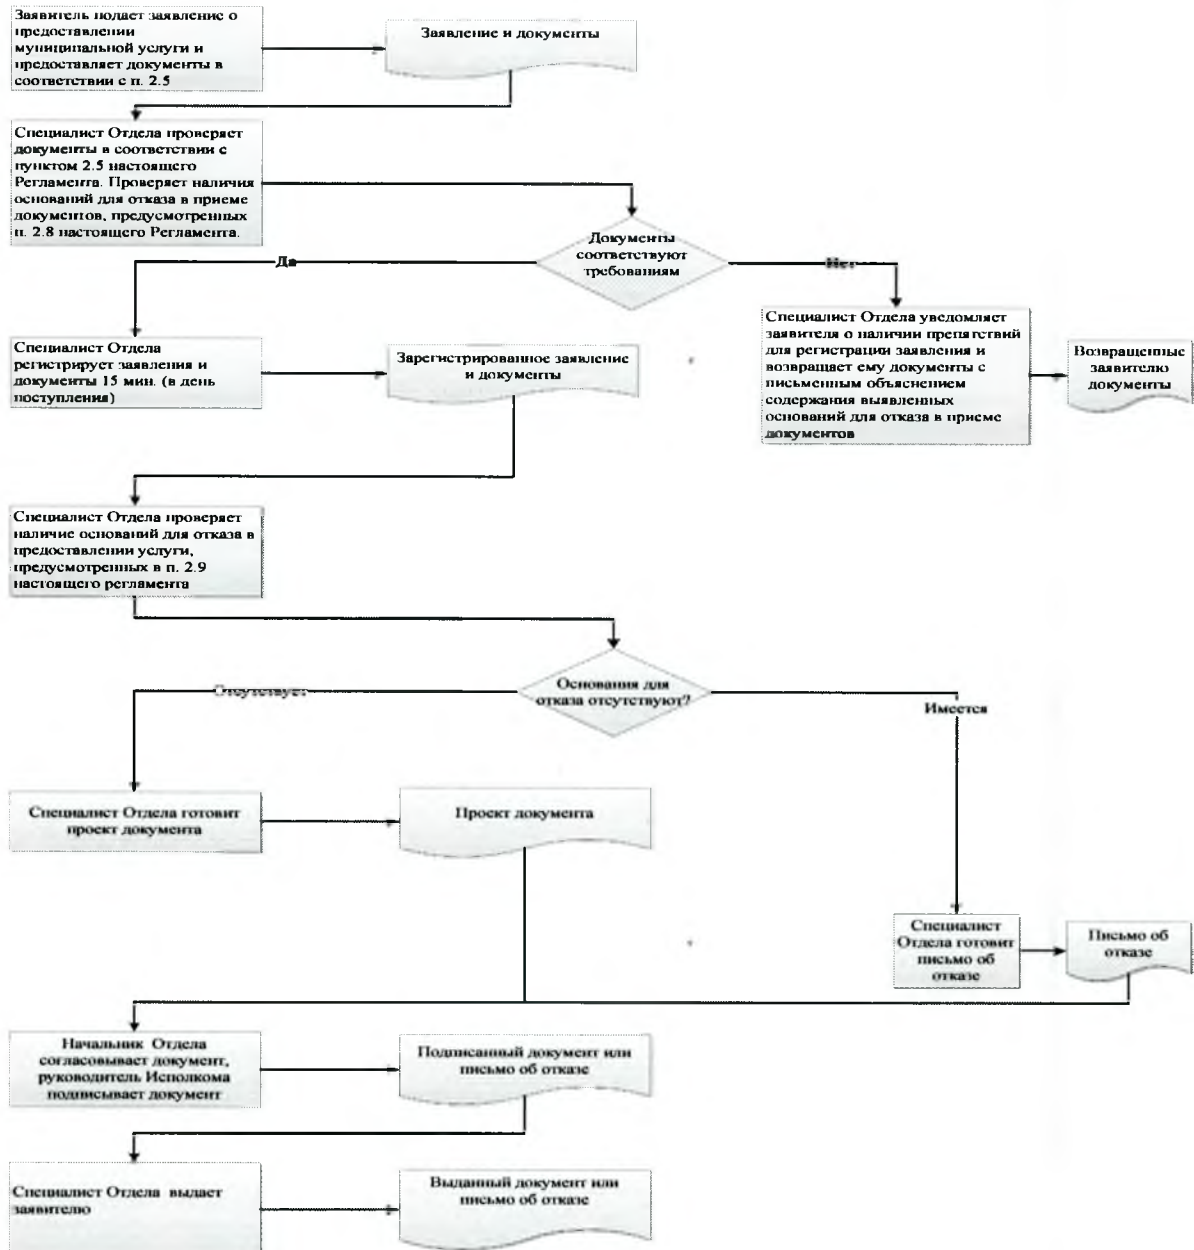 Заявитель подает заявление о
предоставлении
муниципальной услуги и
предоставляет документы в
соответствии с п. 2.5
Заявление и документы
Специалист Отдела проверяет
документы в соответствии с
пунктом 2.5 настоящего
Регламента. Проверяет наличия
оснований для отказа в приеме
документов, предусмотренных
п. 2.8 настоящего Регламента.
Документы
соответствуют
требованиям
Да
Нет
Специалист Отдела
регистрирует заявления и
документы 15 мин. (в день
поступления)
Зарегистрированное заявление
и документы
Специалист Отдела уведомляет
заявителя о наличии препятствий
для регистрации заявления и
возвращает ему документы с
письменным объяснением
содержания выявленных
оснований для отказа в приеме
документов
Возвращенные
заявителю
документы
Специалист Отдела проверяет
наличие оснований для отказа в
предоставлении услуги,
предусмотренных в п. 2.9
настоящего регламента
Основания для
отказа отсутствуют?
Отсутствует
Имеется
Специалист Отдела готовит
проект документа
Проект документа
Специалист
Отдела готовит
письмо об
отказе
Письмо об
отказе
Начальник Отдела
согласовывает документ,
руководитель Исполкома
подписывает документ
Подписанный документ или
письмо об отказе
Специалист Отдела выдает
заявителю
Выданный документ или
письмо об отказе